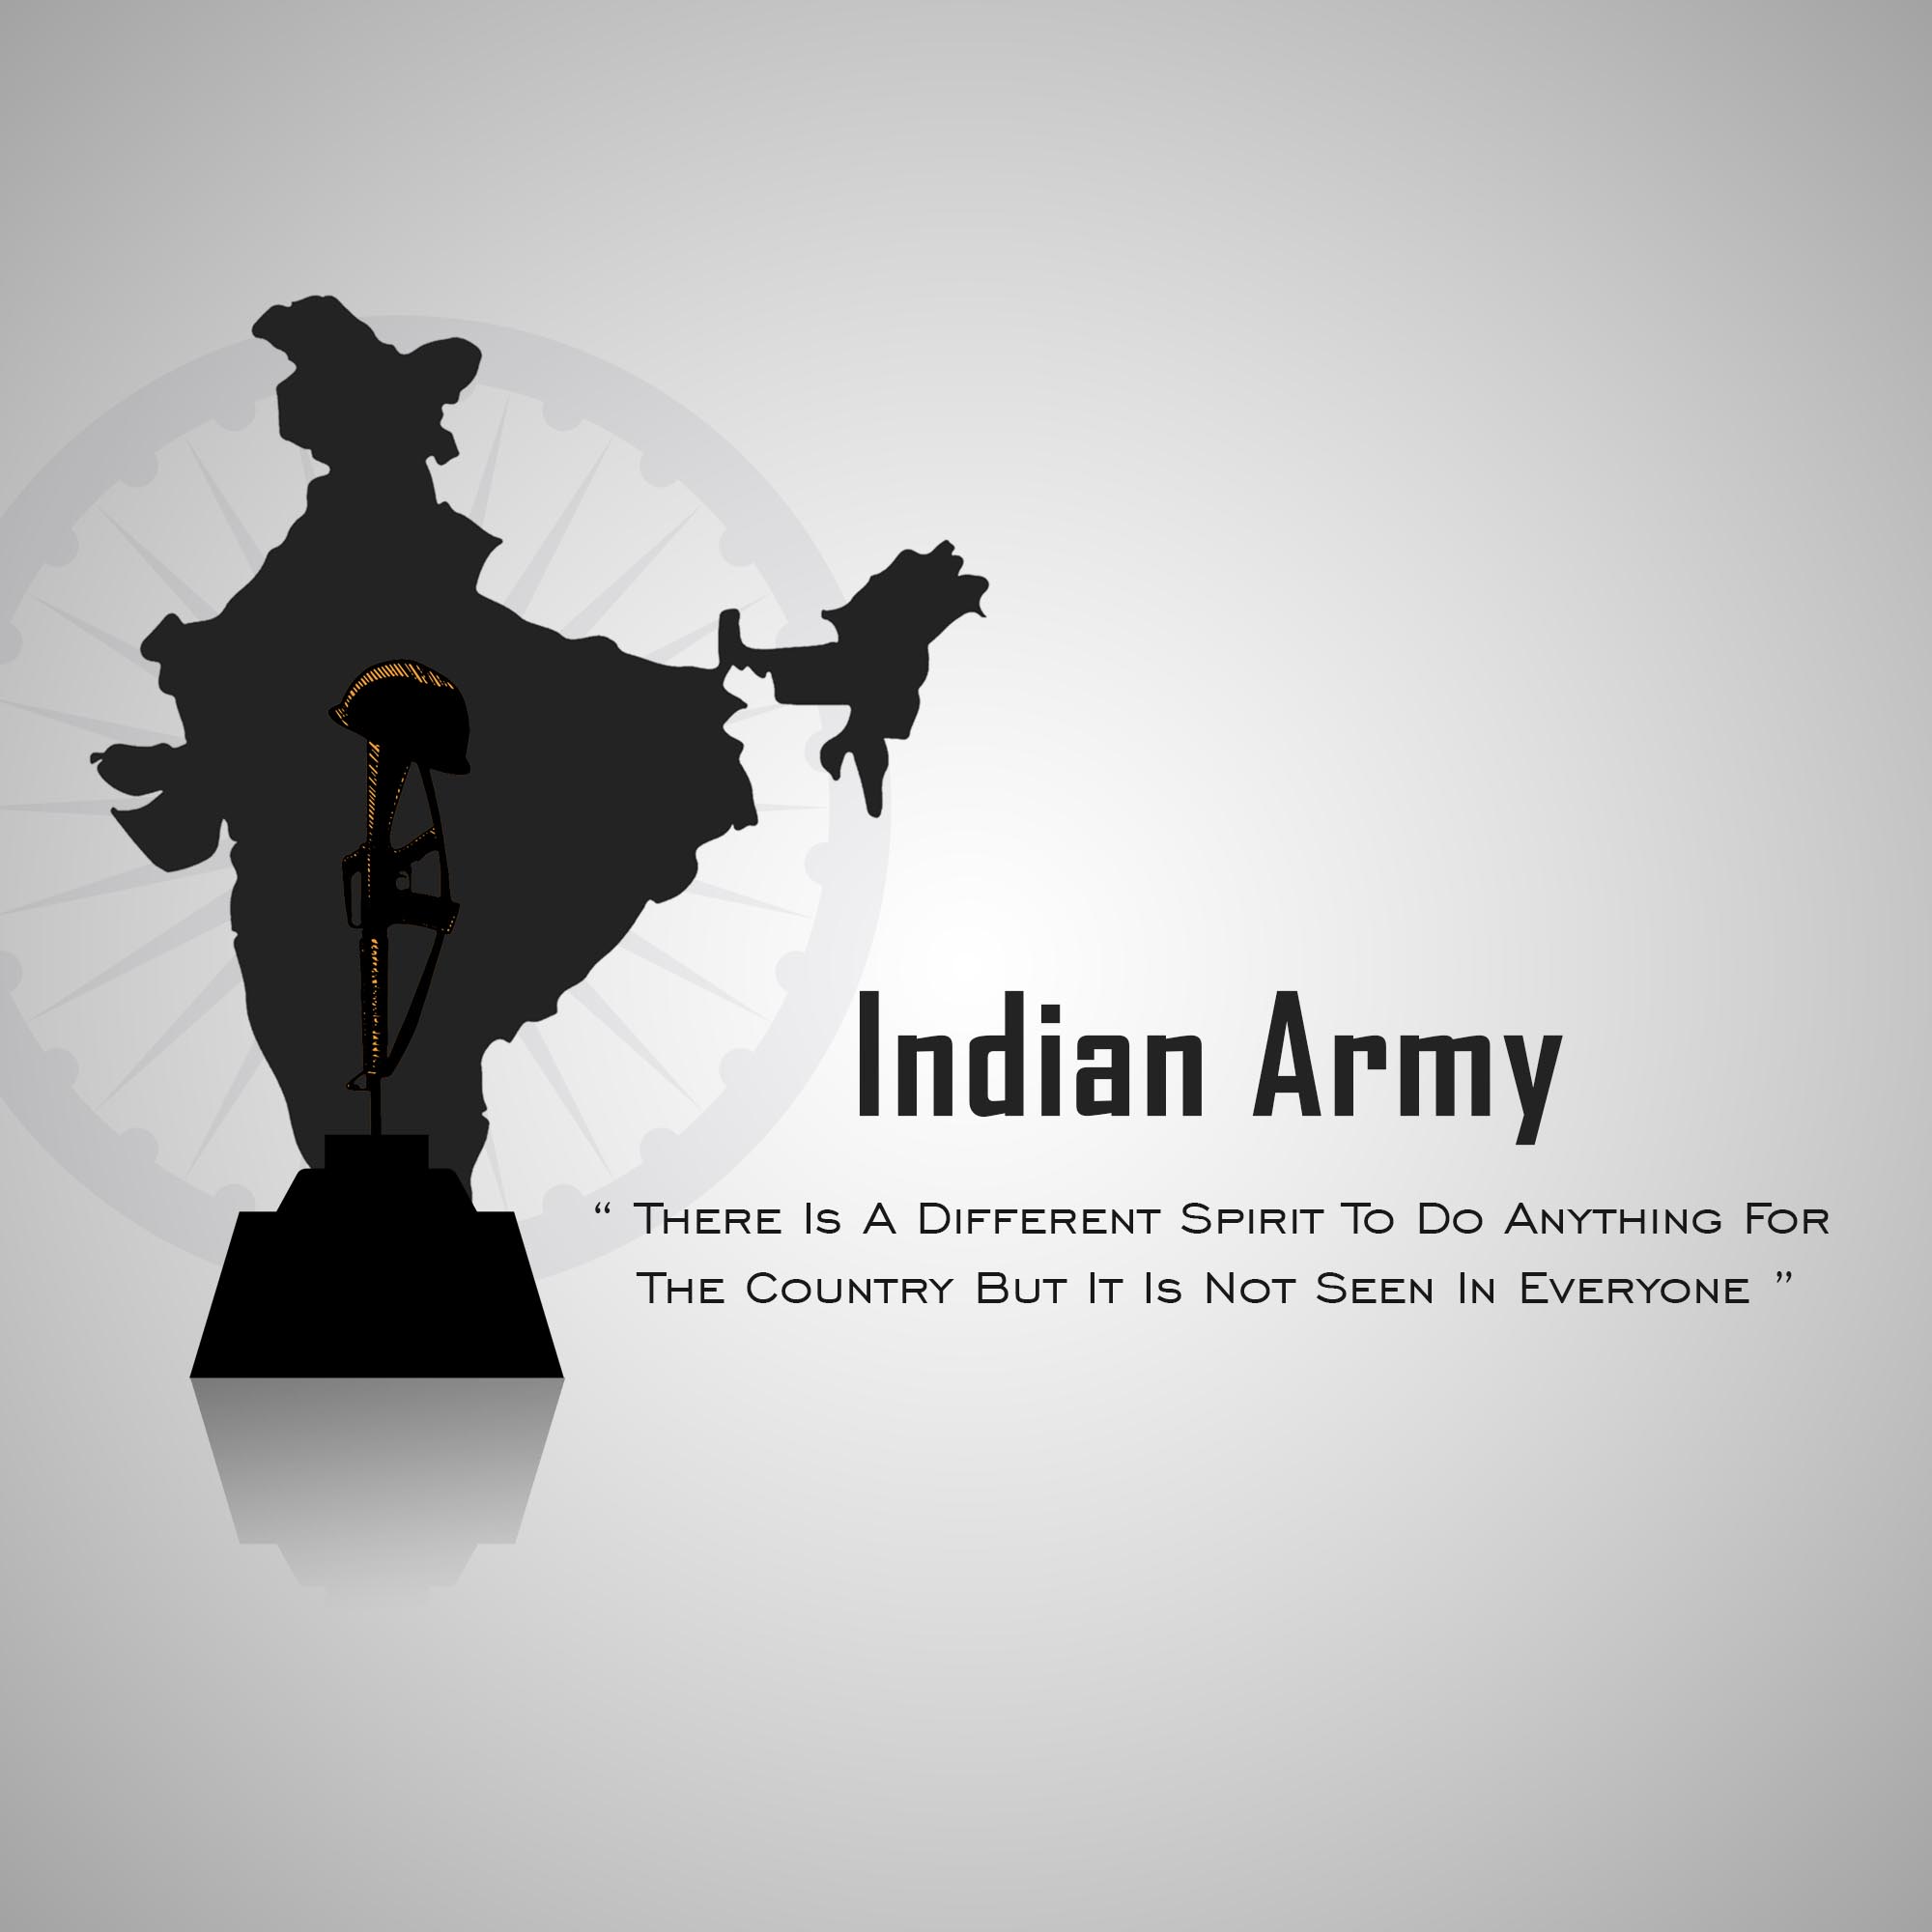 Indian Army
“ There Is A Different Spirit To Do Anything For
The Country But It Is Not Seen In Everyone ”